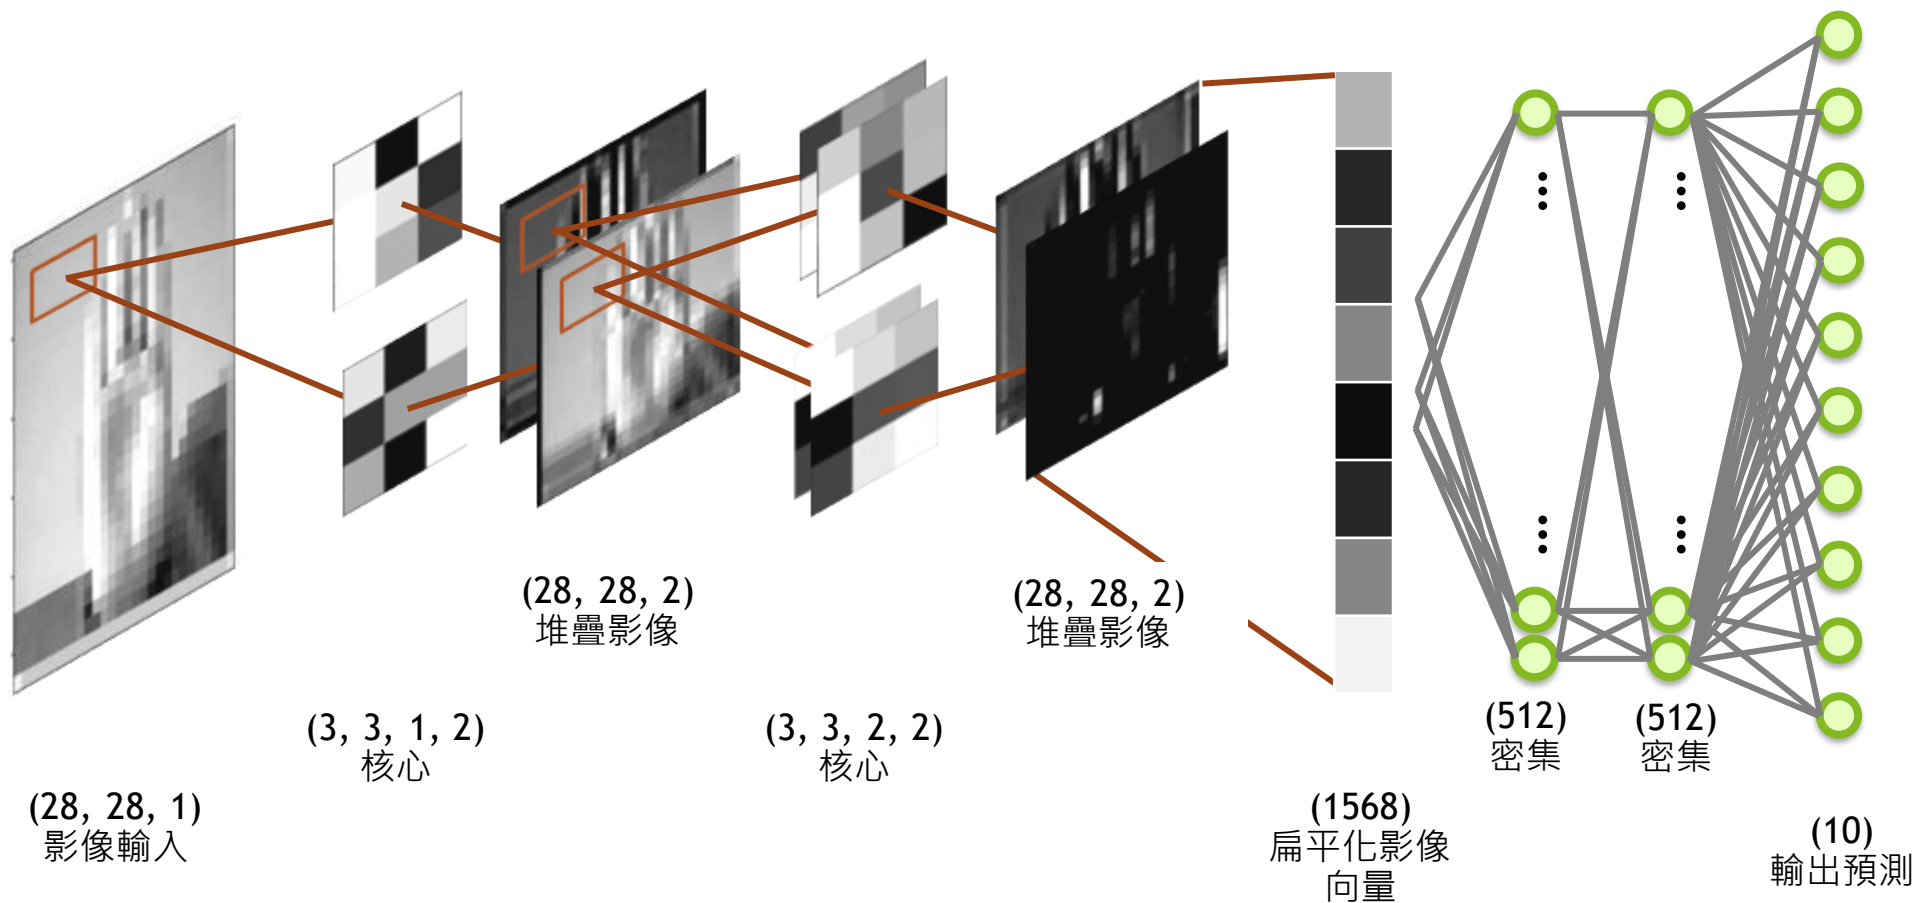 (28, 28, 1)
影像輸入
(3, 3, 1, 2)
核心
(28, 28, 2)
堆疊影像
(3, 3, 2, 2)
核心
(28, 28, 2)
堆疊影像
(1568)
扁平化影像
向量
(512)
密集
(512)
密集
(10)
輸出預測